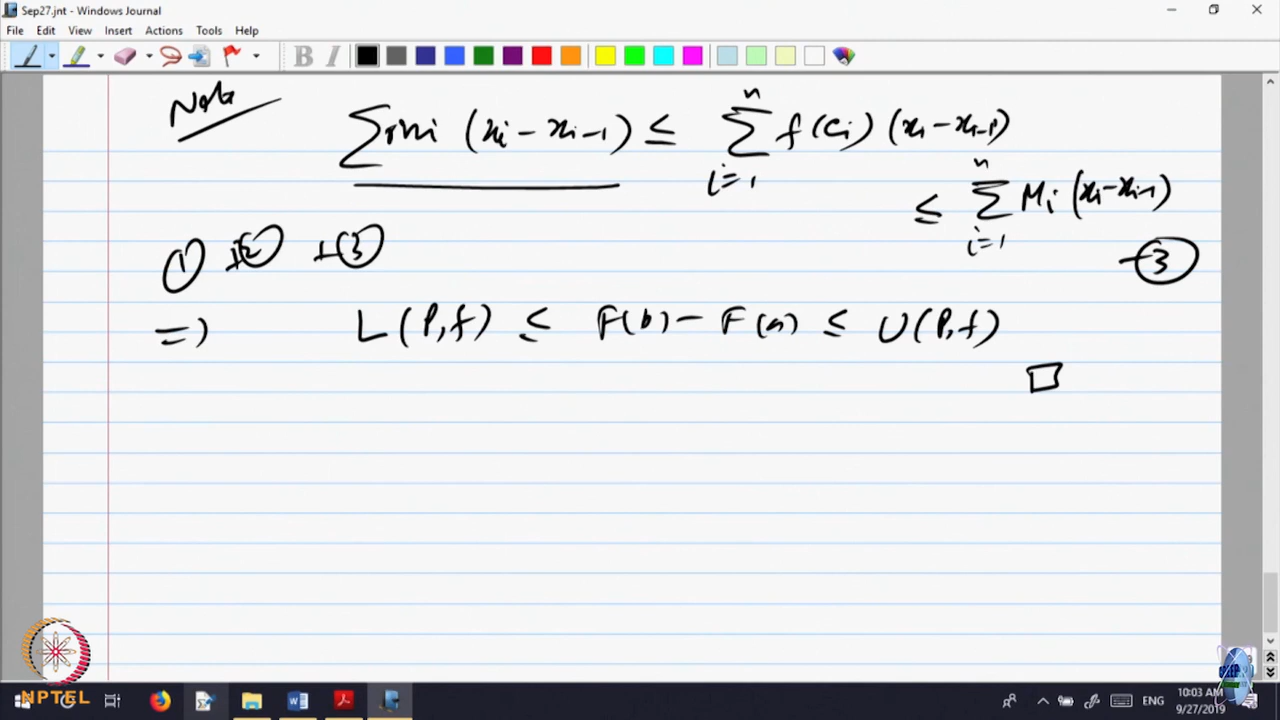 Sep27.jnt - Windows Journal
File Edit View Insert Actions Tools Help
Note
∑ mi (xi - xi-1) ≤ n ∑ i=1 f(ci) (xi - xi-1)
≤ n ∑ i=1 Mi (xi - xi-1)
① + ② + ③
- ③
=) L(P,f) ≤ F(b) - F(a) ≤ U(P,f)
NPTEL
ENG
10:03 AM
9/27/2019